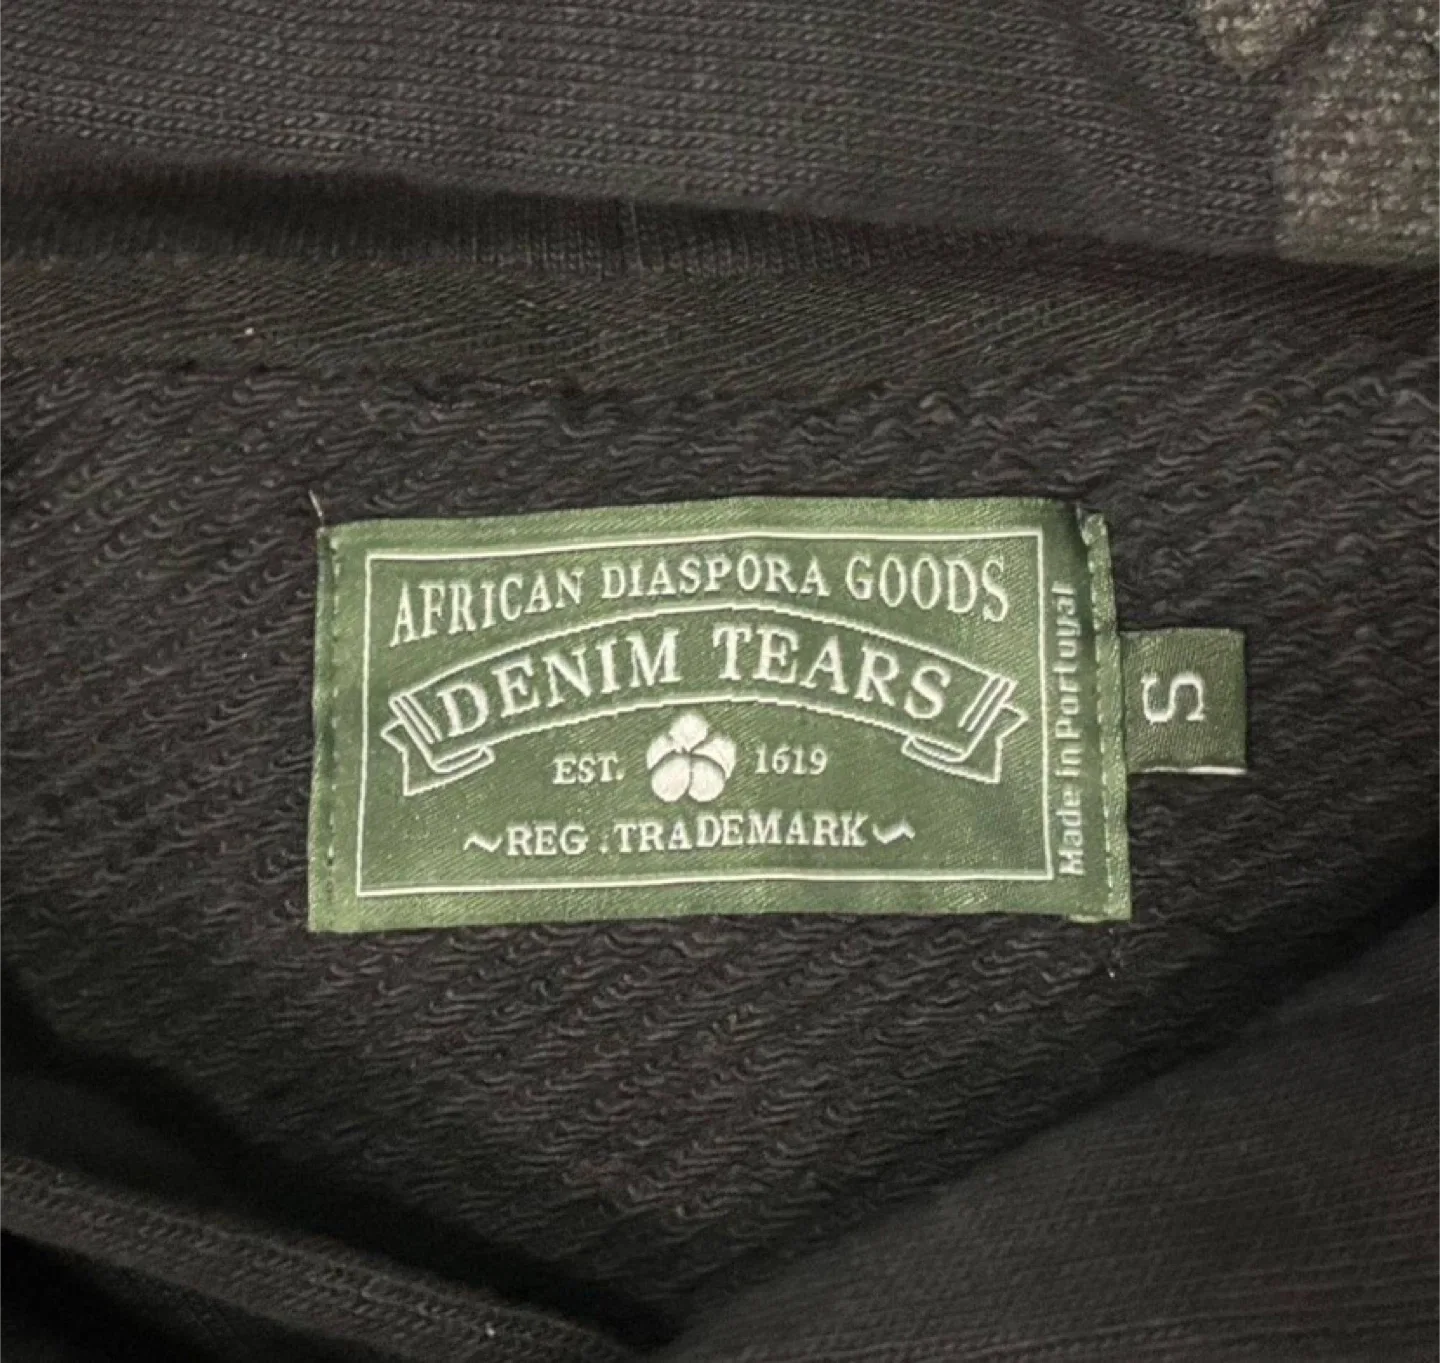 AFRICAN DIASPORA GOODS
DENIM TEARS
EST. 1619
~REG .TRADEMARK~
Made in Portugal
S